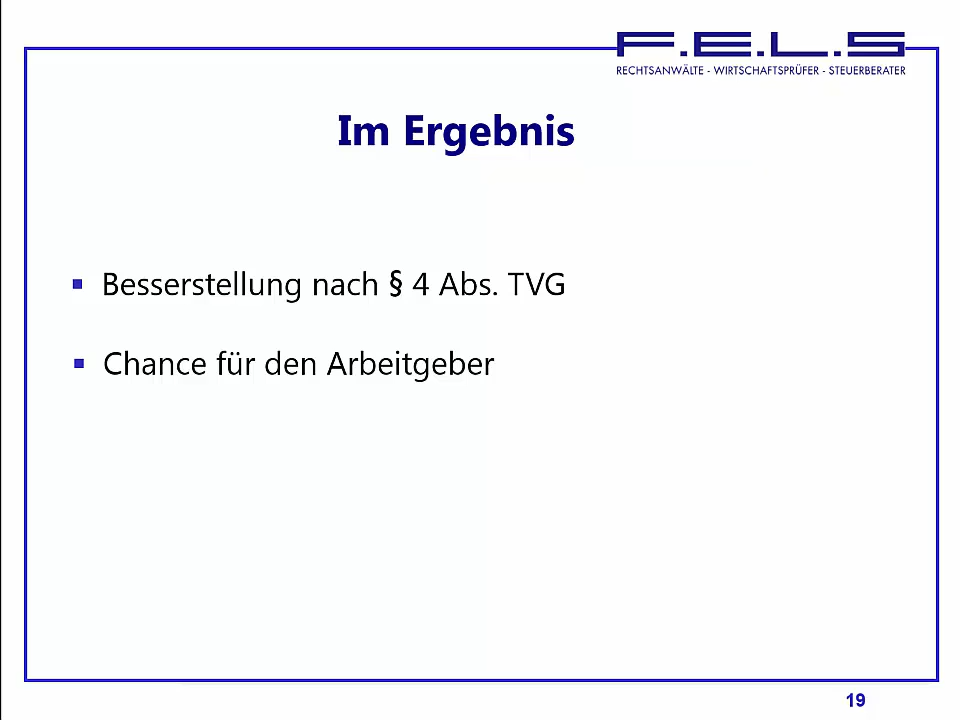 F.E.L.S
RECHTSANWÄLTE - WIRTSCHAFTSPRÜFER - STEUERBERATER
Im Ergebnis
▪ Besserstellung nach § 4 Abs. TVG
▪ Chance für den Arbeitgeber
19